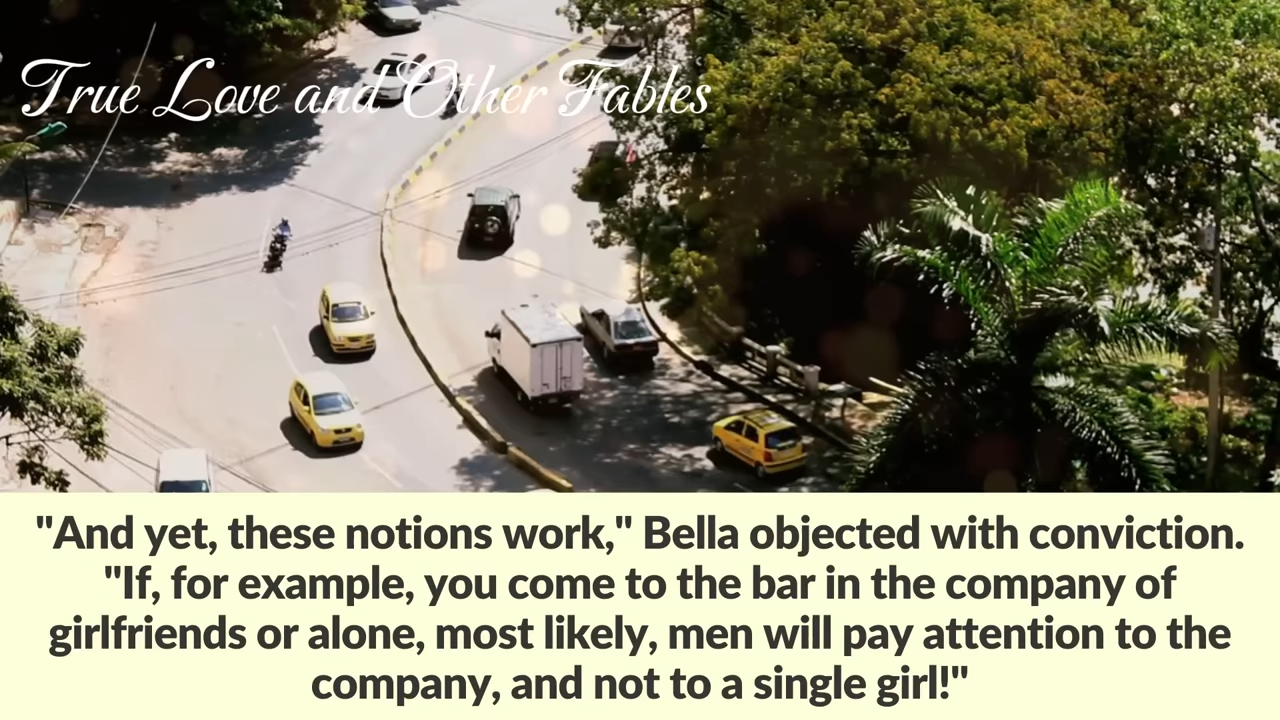 True Love and Other Fables
"And yet, these notions work," Bella objected with conviction.
"If, for example, you come to the bar in the company of
girlfriends or alone, most likely, men will pay attention to the
company, and not to a single girl!"